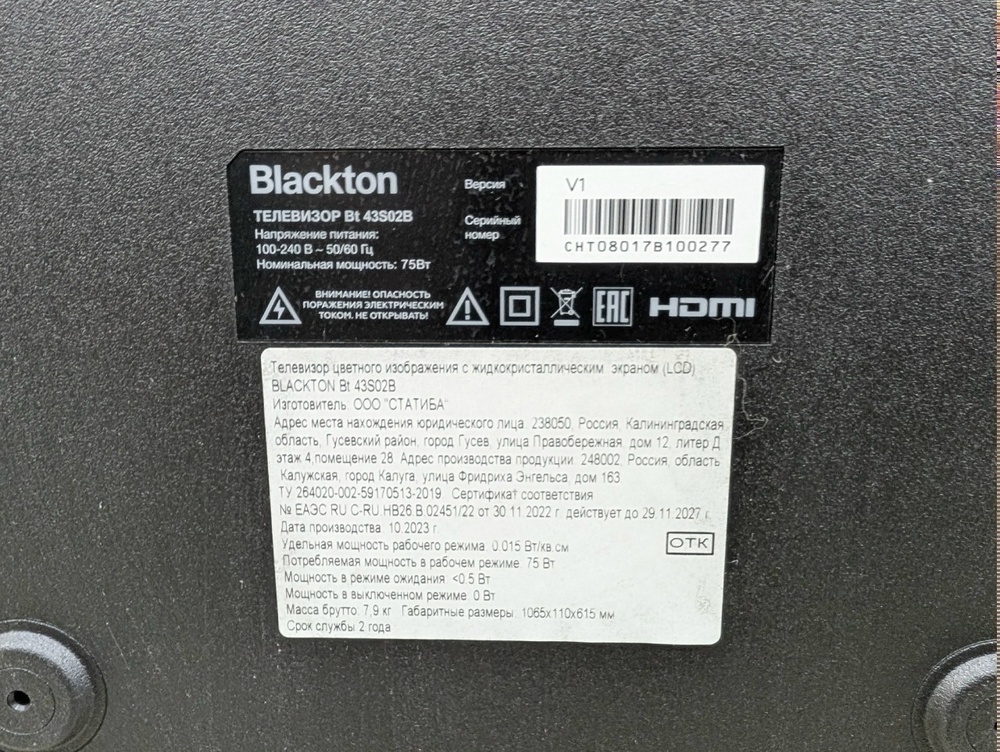 Blackton
ТЕЛЕВИЗОР Bt 43S02B
Напряжение питания:
100-240 В ~ 50/60 Гц
Номинальная мощность: 75Вт
Версия
V1
Серийный
номер
CHT08017B100277
ВНИМАНИЕ! ОПАСНОСТЬ
ПОРАЖЕНИЯ ЭЛЕКТРИЧЕСКИМ
ТОКОМ. НЕ ОТКРЫВАТЬ!
EAC
HDMI
Телевизор цветного изображения с жидкокристаллическим экраном (LCD)
BLACKTON Bt 43S02B
Изготовитель: ООО "СТАТИБА"
Адрес места нахождения юридического лица: 238050, Россия, Калининградская
область, Гусевский район, город Гусев, улица Правобережная, дом 12, литер Д,
этаж 4,помещение 28. Адрес производства продукции: 248002, Россия, область
Калужская, город Калуга, улица Фридриха Энгельса, дом 163
ТУ 264020-002-59170513-2019 Сертификат соответствия
№ ЕАЭС RU С-RU.НВ26.В.02451/22 от 30.11.2022 г. действует до 29.11.2027 г.
Дата производства: 10.2023 г.
Удельная мощность рабочего режима: 0.015 Вт/кв.см
Потребляемая мощность в рабочем режиме: 75 Вт
Мощность в режиме ожидания: <0.5 Вт
Мощность в выключенном режиме: 0 Вт
Масса брутто: 7,9 кг Габаритные размеры: 1065x110x615 мм
Срок службы: 2 года
ОТК